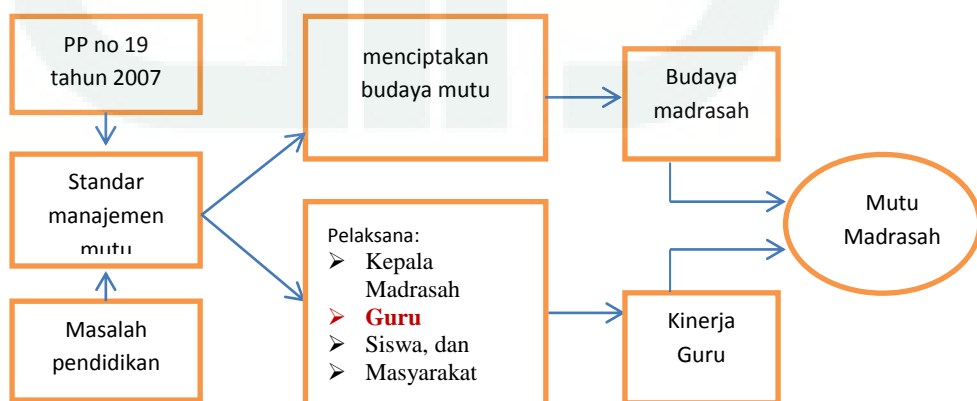 PP no 19
tahun 2007
Standar
manajemen
mutu
Masalah
pendidikan
menciptakan
budaya mutu
Pelaksana:
➢ Kepala
Madrasah
➢ Guru
➢ Siswa, dan
➢ Masyarakat
Budaya
madrasah
Kinerja
Guru
Mutu
Madrasah